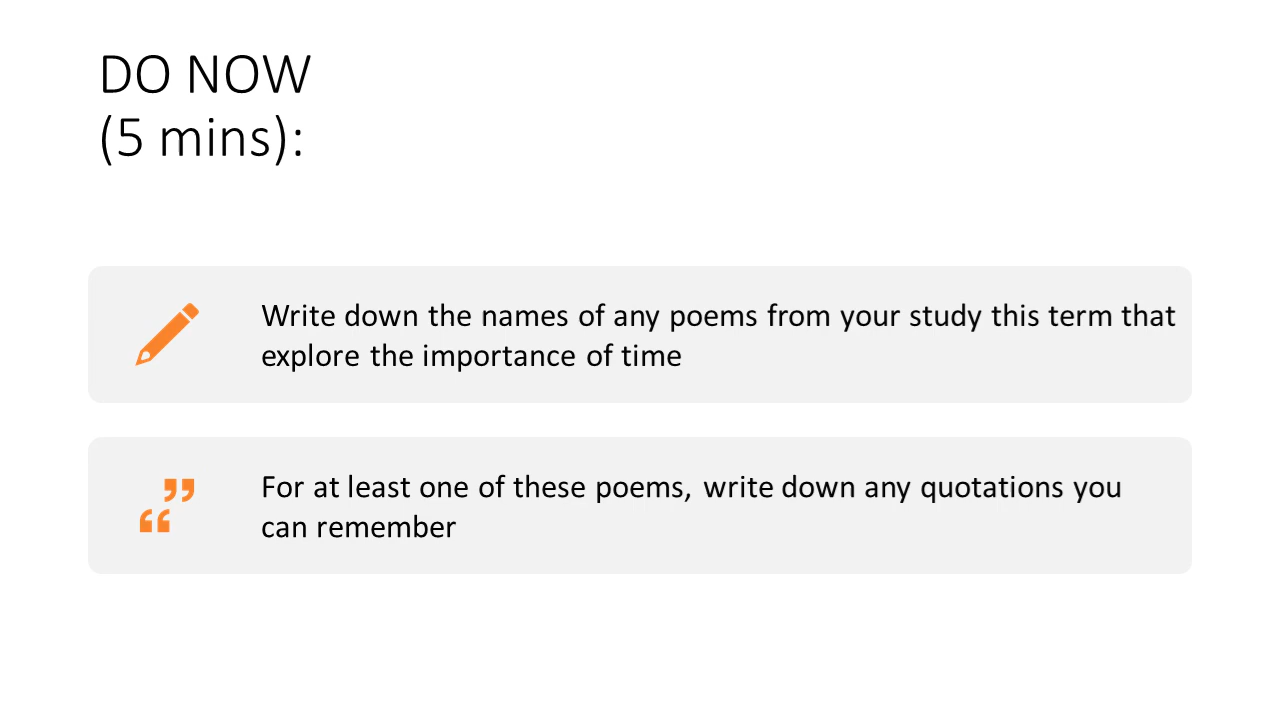 DO NOW
(5 mins):
Write down the names of any poems from your study this term that
explore the importance of time
For at least one of these poems, write down any quotations you
can remember